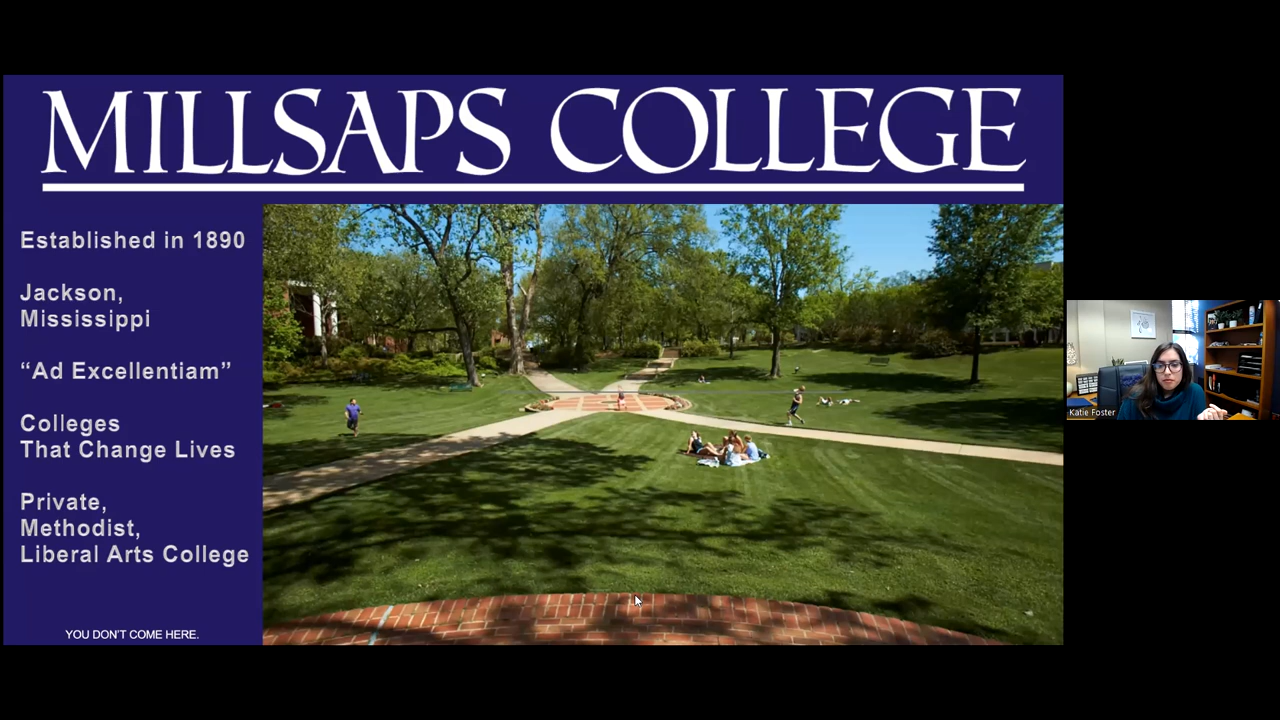 MILLSAPS COLLEGE
Established in 1890
Jackson,
Mississippi
“Ad Excellentiam”
Colleges
That Change Lives
Private,
Methodist,
Liberal Arts College
YOU DON'T COME HERE.
Katie Foster